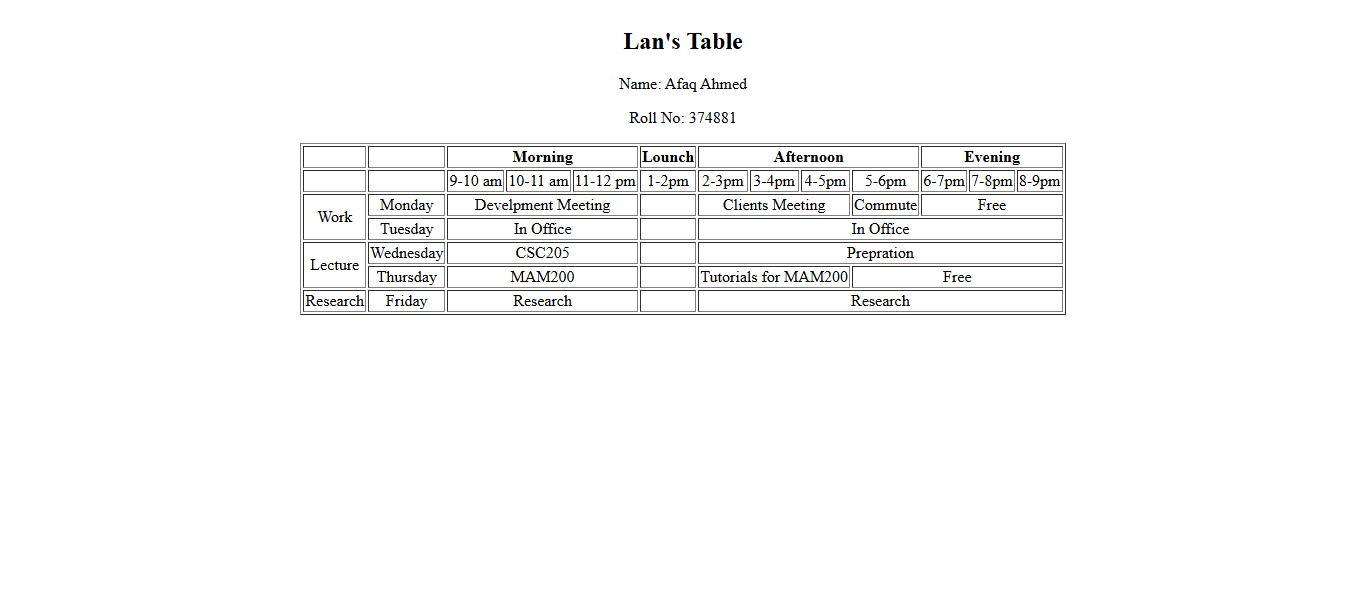 Lan's Table
Name: Afaq Ahmed
Roll No: 374881
Morning Lounch Afternoon Evening
9-10 am 10-11 am 11-12 pm 1-2pm 2-3pm 3-4pm 4-5pm 5-6pm 6-7pm 7-8pm 8-9pm
Work Monday Develpment Meeting Clients Meeting Commute Free
Tuesday In Office In Office
Lecture Wednesday CSC205 Prepration
Thursday MAM200 Tutorials for MAM200 Free
Research Friday Research Research